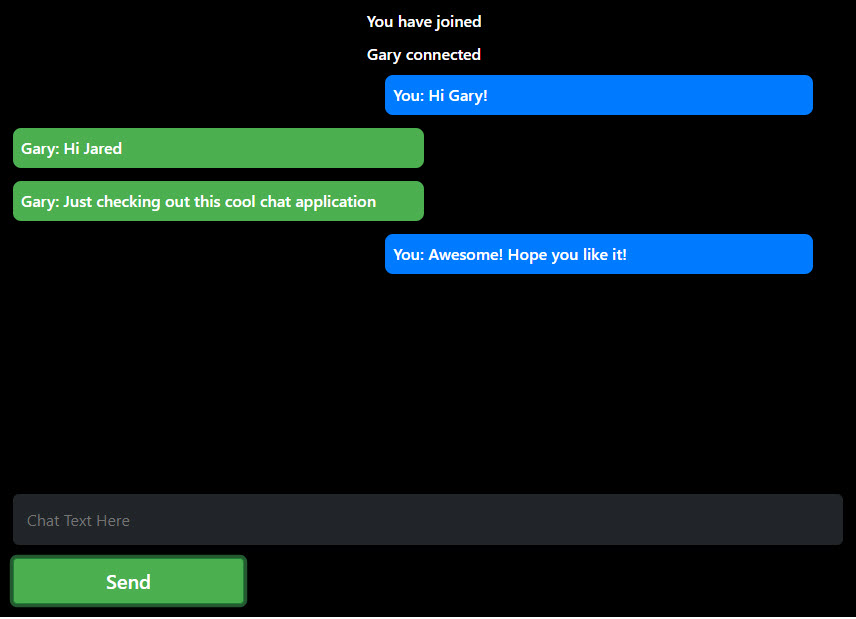 You have joined
Gary connected
You: Hi Gary!
Gary: Hi Jared
Gary: Just checking out this cool chat application
You: Awesome! Hope you like it!
Chat Text Here
Send